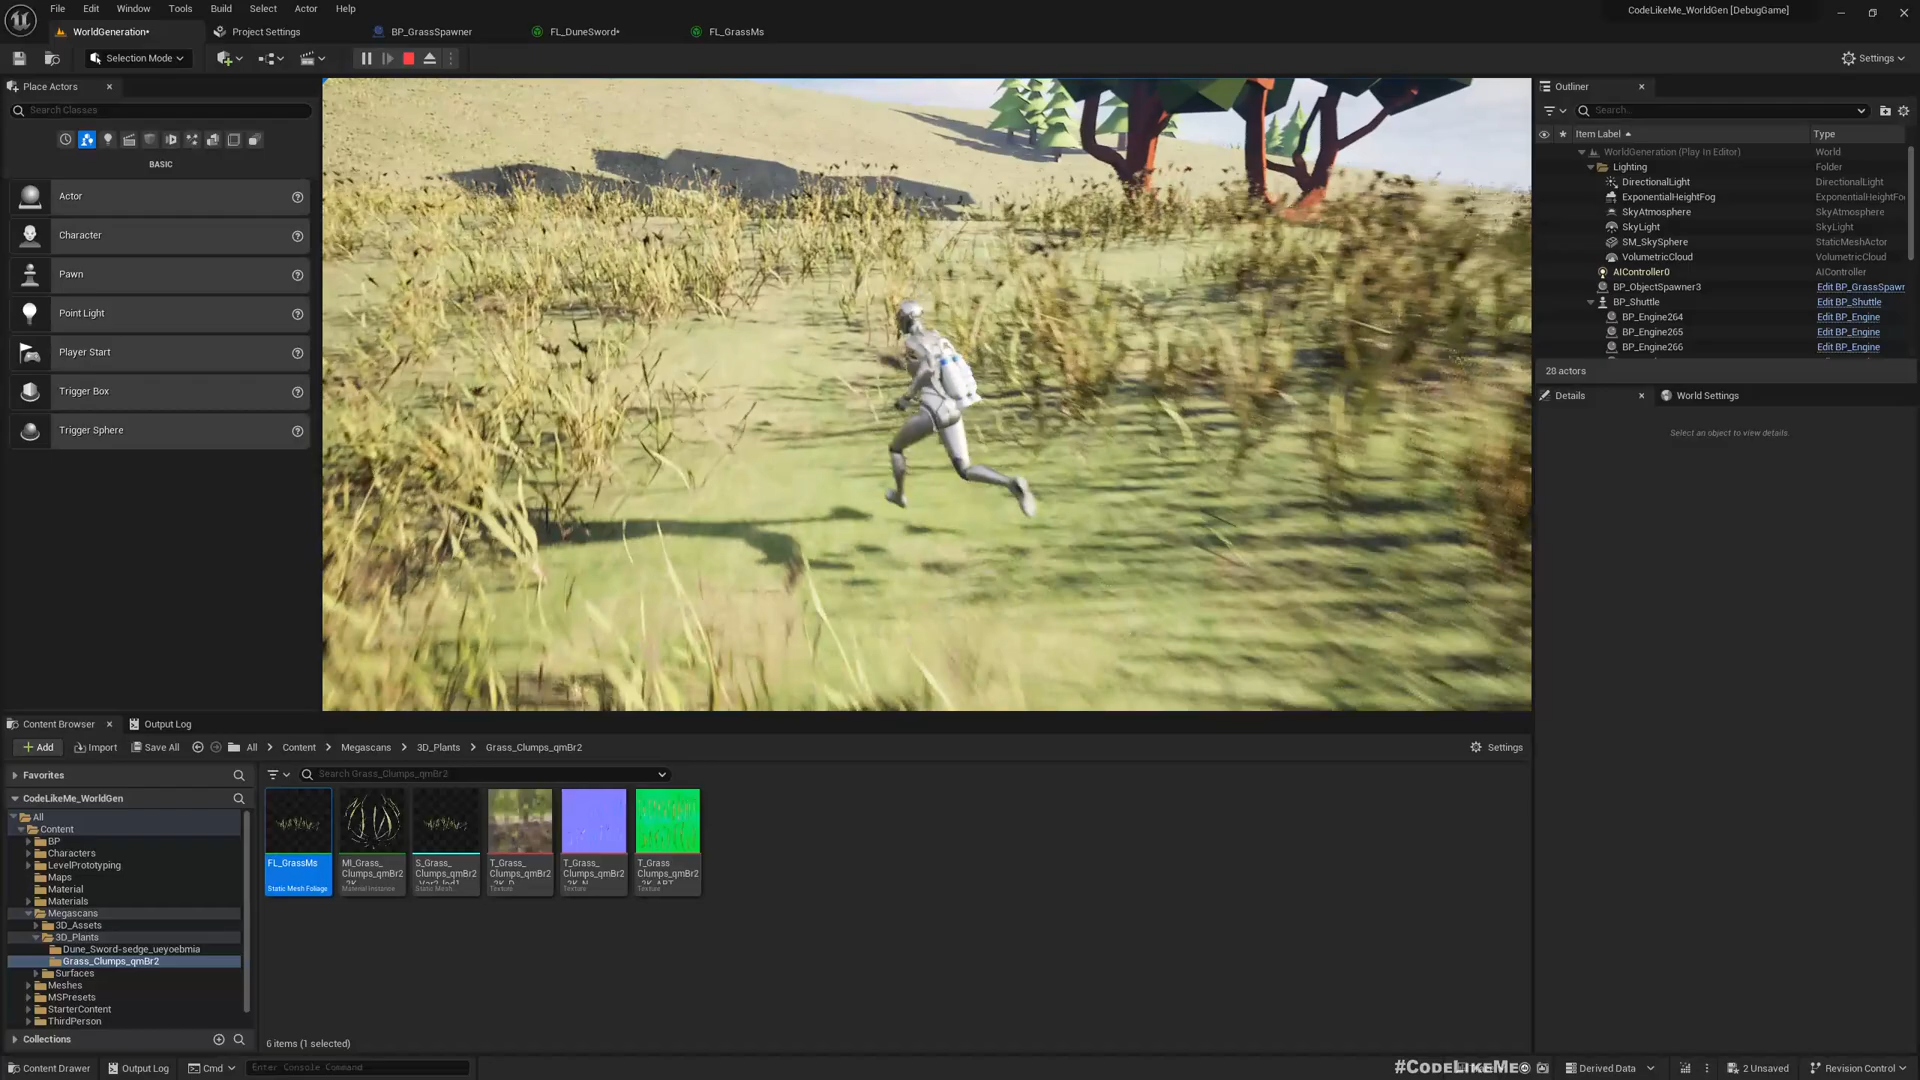 File Edit Window Tools Build Select Actor Help
CodeLikeMe_WorldGen [DebugGame]
WorldGeneration* Project Settings BP_GrassSpawner FL_DuneSword* FL_GrassMs
Selection Mode
Settings
Place Actors
Search Classes
BASIC
Actor
Character
Pawn
Point Light
Player Start
Trigger Box
Trigger Sphere
Outliner
Search...
Item Label Type
WorldGeneration (Play In Editor) World
Lighting Folder
DirectionalLight DirectionalLight
ExponentialHeightFog ExponentialHeightFo
SkyAtmosphere SkyAtmosphere
SkyLight SkyLight
SM_SkySphere StaticMeshActor
VolumetricCloud VolumetricCloud
AIController0 AIController
BP_ObjectSpawner3 Edit BP_GrassSpawr
BP_Shuttle Edit BP_Shuttle
BP_Engine264 Edit BP_Engine
BP_Engine265 Edit BP_Engine
BP_Engine266 Edit BP_Engine
28 actors
Details World Settings
Select an object to view details.
Content Browser Output Log
Add Import Save All All Content Megascans 3D_Plants Grass_Clumps_qmBr2 Settings
Favorites
Search Grass_Clumps_qmBr2
CodeLikeMe_WorldGen
All
Content
BP
Characters
LevelPrototyping
Maps
Material
Materials
Megascans
3D_Assets
3D_Plants
Dune_Sword-sedge_ueyoebmia
Grass_Clumps_qmBr2
Surfaces
Meshes
MSPresets
StarterContent
ThirdPerson
Collections
FL_GrassMs
Static Mesh Foliage
MI_Grass_
Clumps_qmBr2
_2K
Material Instance
S_Grass_
Clumps_qmBr2
_Var2_lod1
Static Mesh
T_Grass_
Clumps_qmBr2
_2K_D
Texture
T_Grass_
Clumps_qmBr2
_2K_N
Texture
T_Grass
Clumps_qmBr2
_2K_ART
Texture
6 items (1 selected)
Content Drawer Output Log Cmd Enter Console Command
#CodeLikeMe
Derived Data 2 Unsaved Revision Control